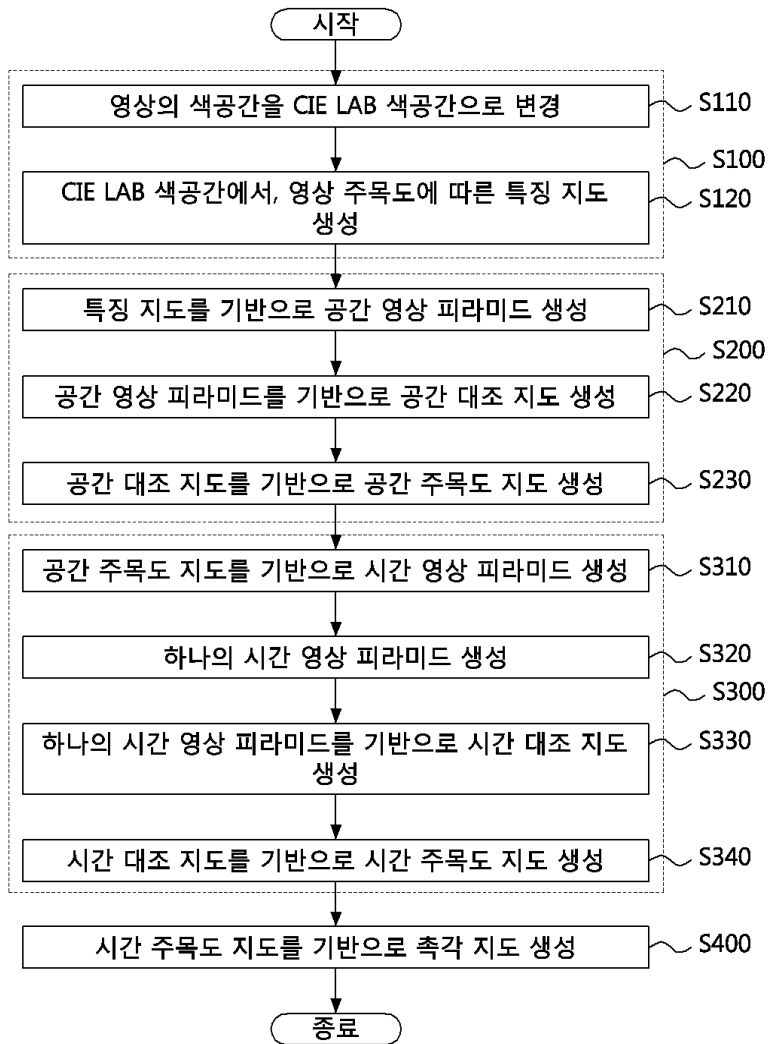 시작
영상의 색공간을 CIE LAB 색공간으로 변경
S110
S100
CIE LAB 색공간에서, 영상 주목도에 따른 특징 지도
생성
S120
특징 지도를 기반으로 공간 영상 피라미드 생성
S210
S200
공간 영상 피라미드를 기반으로 공간 대조 지도 생성
S220
공간 대조 지도를 기반으로 공간 주목도 지도 생성
S230
공간 주목도 지도를 기반으로 시간 영상 피라미드 생성
S310
하나의 시간 영상 피라미드 생성
S320
S300
하나의 시간 영상 피라미드를 기반으로 시간 대조 지도
생성
S330
시간 대조 지도를 기반으로 시간 주목도 지도 생성
S340
시간 주목도 지도를 기반으로 촉각 지도 생성
S400
종료